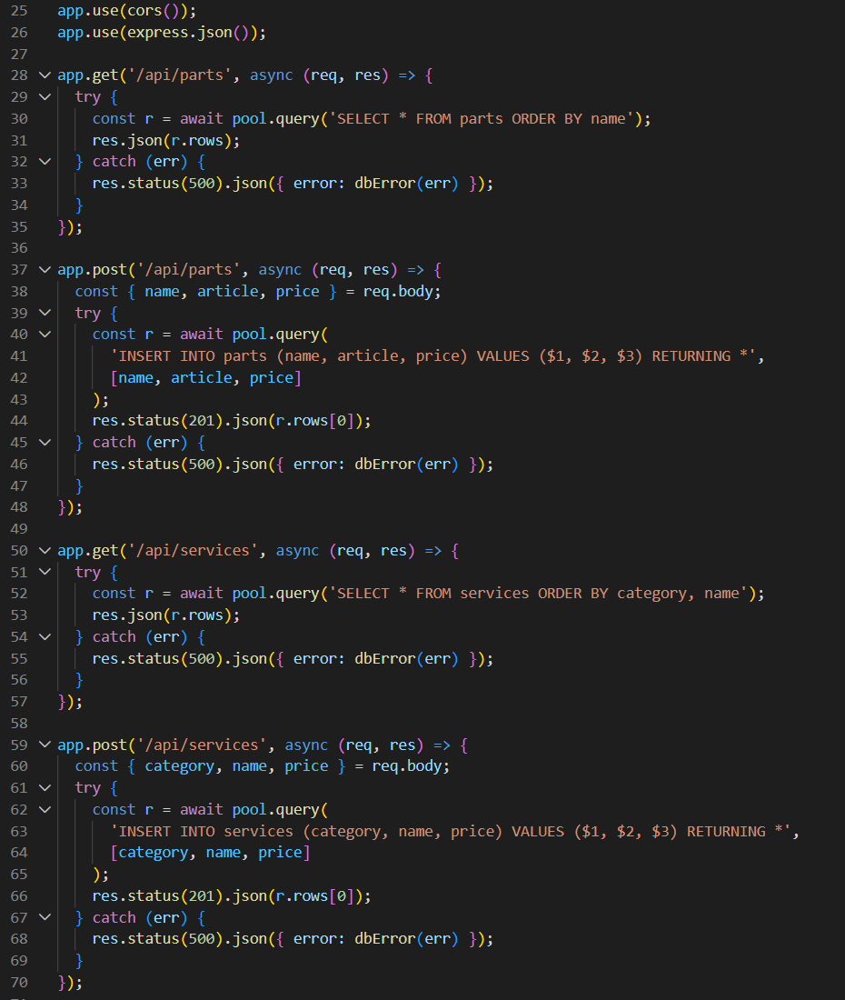 25 app.use(cors());
26 app.use(express.json());
27
28 app.get('/api/parts', async (req, res) => {
29   try {
30     const r = await pool.query('SELECT * FROM parts ORDER BY name');
31     res.json(r.rows);
32   } catch (err) {
33     res.status(500).json({ error: dbError(err) });
34   }
35 });
36
37 app.post('/api/parts', async (req, res) => {
38   const { name, article, price } = req.body;
39   try {
40     const r = await pool.query(
41       'INSERT INTO parts (name, article, price) VALUES ($1, $2, $3) RETURNING *',
42       [name, article, price]
43     );
44     res.status(201).json(r.rows[0]);
45   } catch (err) {
46     res.status(500).json({ error: dbError(err) });
47   }
48 });
49
50 app.get('/api/services', async (req, res) => {
51   try {
52     const r = await pool.query('SELECT * FROM services ORDER BY category, name');
53     res.json(r.rows);
54   } catch (err) {
55     res.status(500).json({ error: dbError(err) });
56   }
57 });
58
59 app.post('/api/services', async (req, res) => {
60   const { category, name, price } = req.body;
61   try {
62     const r = await pool.query(
63       'INSERT INTO services (category, name, price) VALUES ($1, $2, $3) RETURNING *',
64       [category, name, price]
65     );
66     res.status(201).json(r.rows[0]);
67   } catch (err) {
68     res.status(500).json({ error: dbError(err) });
69   }
70 });